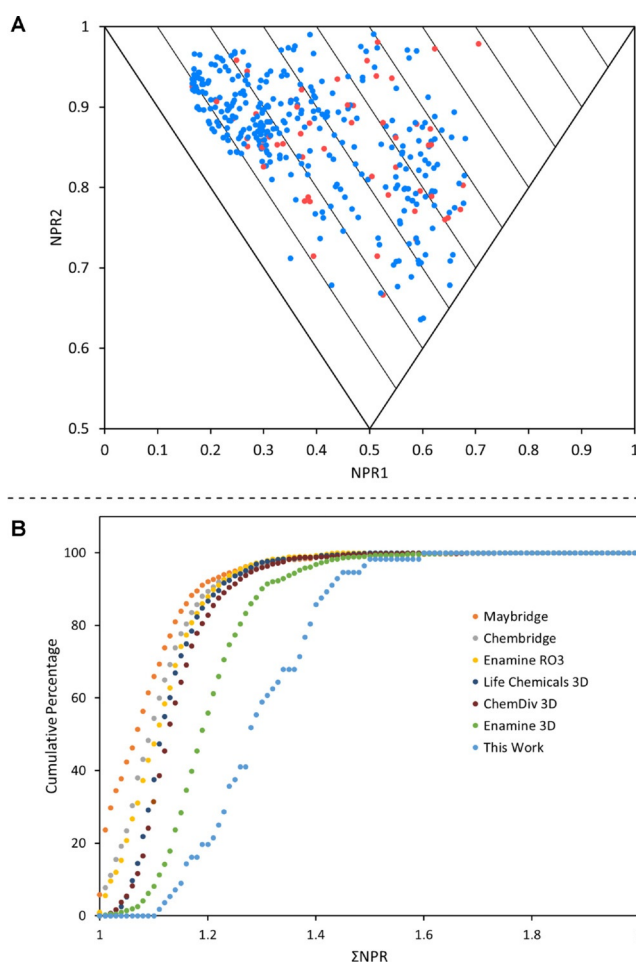 A
1
0.9
0.8
0.7
0.6
0.5
NPR2
0 0.1 0.2 0.3 0.4 0.5 0.6 0.7 0.8 0.9 1
NPR1
B
100
80
60
40
20
0
Cumulative Percentage
Maybridge
Chembridge
Enamine RO3
Life Chemicals 3D
ChemDiv 3D
Enamine 3D
This Work
1 1.2 1.4 1.6 1.8
ΣNPR